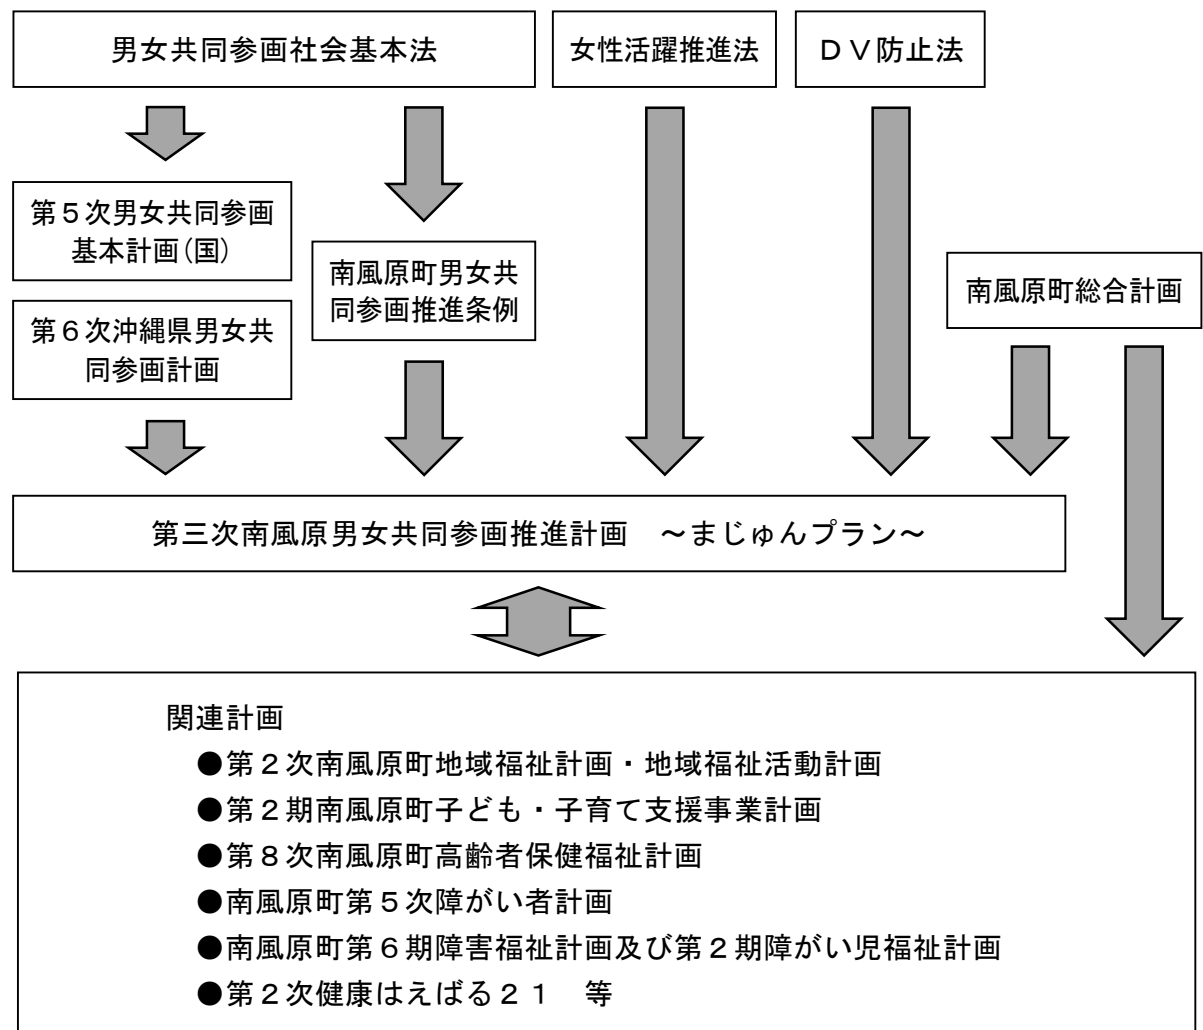 男女共同参画社会基本法
女性活躍推進法
ＤＶ防止法
第５次男女共同参画
基本計画(国)
第６次沖縄県男女共
同参画計画
南風原町男女共
同参画推進条例
南風原町総合計画
第三次南風原男女共同参画推進計画　～まじゅんプラン～
関連計画
●第２次南風原町地域福祉計画・地域福祉活動計画
●第２期南風原町子ども・子育て支援事業計画
●第８次南風原町高齢者保健福祉計画
●南風原町第５次障がい者計画
●南風原町第６期障害福祉計画及び第２期障がい児福祉計画
●第２次健康はえばる２１　等